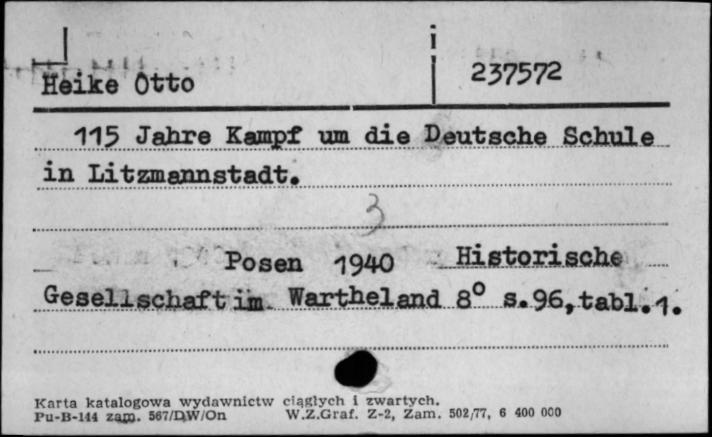 Heike Otto 237572
115 Jahre Kampf um die Deutsche Schule
in Litzmannstadt.
3
Posen 1940 Historische
Gesellschaft im Wartheland 8° s.96,tabl.1.
Karta katalogowa wydawnictw ciągłych i zwartych.
Pu-B-144 zam. 567/DW/On W.Z.Graf. Z-2, Zam. 502/77, 6 400 000